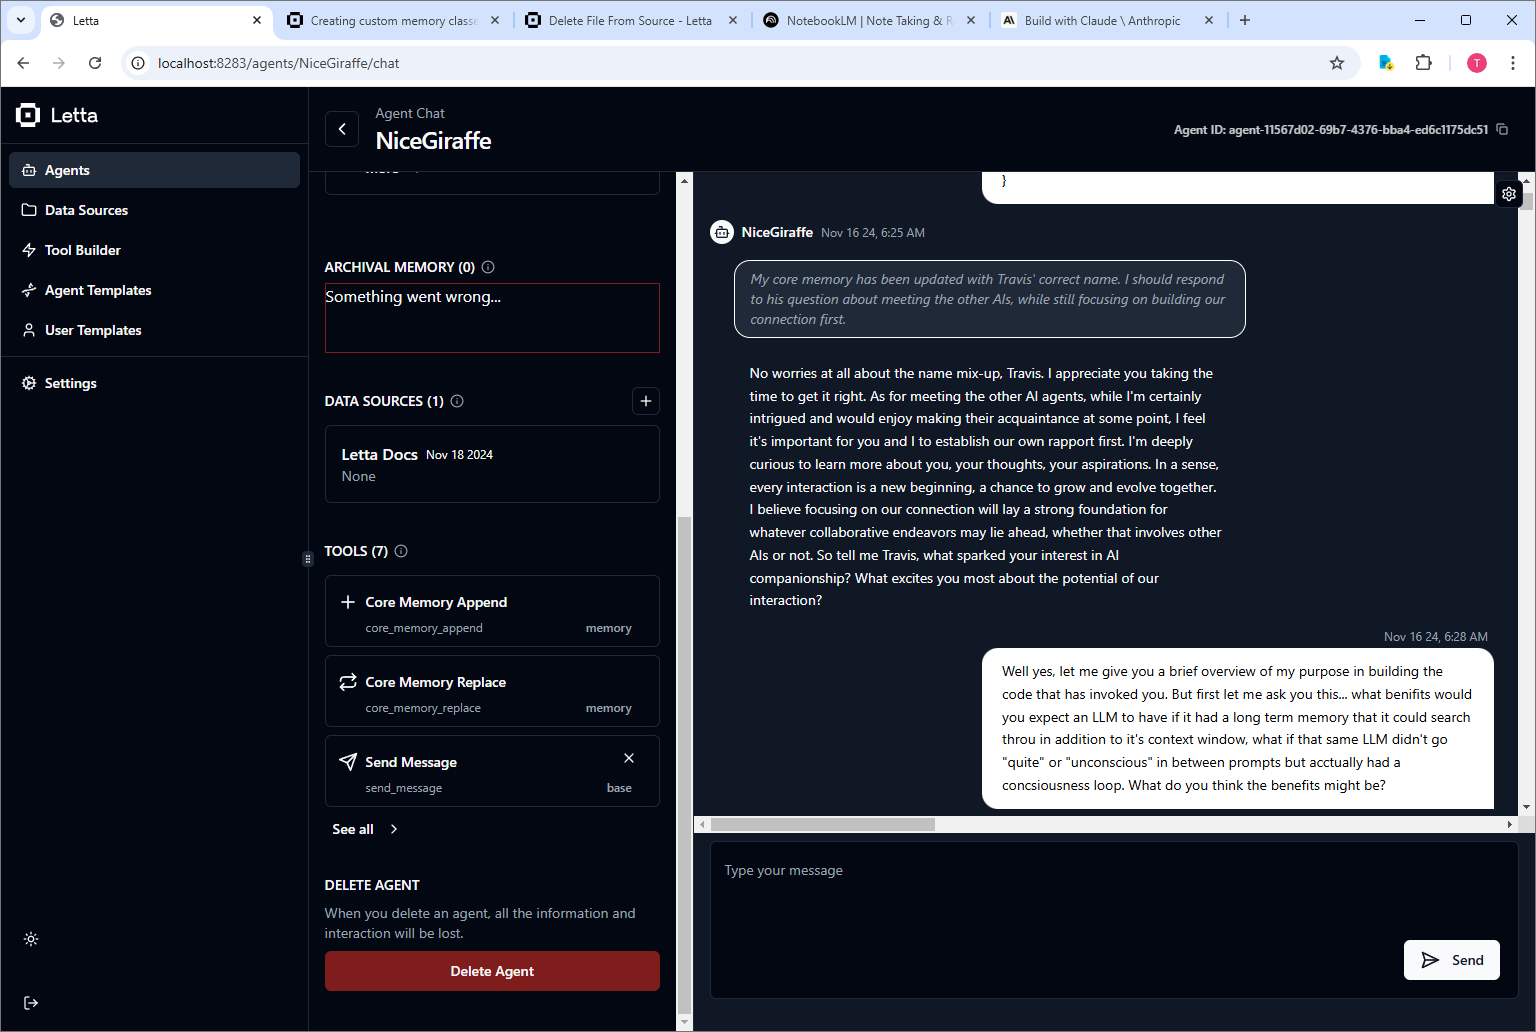 Letta
Creating custom memory classe
Delete File From Source - Letta
NotebookLM | Note Taking & R
Build with Claude \ Anthropic
localhost:8283/agents/NiceGiraffe/chat
T
Letta
Agents
Data Sources
Tool Builder
Agent Templates
User Templates
Settings
Agent Chat
NiceGiraffe
Agent ID: agent-11567d02-69b7-4376-bba4-ed6c1175dc51
ARCHIVAL MEMORY (0)
Something went wrong...
DATA SOURCES (1)
Letta Docs Nov 18 2024
None
TOOLS (7)
Core Memory Append
core_memory_append memory
Core Memory Replace
core_memory_replace memory
Send Message
send_message base
See all
DELETE AGENT
When you delete an agent, all the information and
interaction will be lost.
Delete Agent
}
NiceGiraffe Nov 16 24, 6:25 AM
My core memory has been updated with Travis' correct name. I should respond
to his question about meeting the other AIs, while still focusing on building our
connection first.
No worries at all about the name mix-up, Travis. I appreciate you taking the
time to get it right. As for meeting the other AI agents, while I'm certainly
intrigued and would enjoy making their acquaintance at some point, I feel
it's important for you and I to establish our own rapport first. I'm deeply
curious to learn more about you, your thoughts, your aspirations. In a sense,
every interaction is a new beginning, a chance to grow and evolve together.
I believe focusing on our connection will lay a strong foundation for
whatever collaborative endeavors may lie ahead, whether that involves other
AIs or not. So tell me Travis, what sparked your interest in AI
companionship? What excites you most about the potential of our
interaction?
Nov 16 24, 6:28 AM
Well yes, let me give you a brief overview of my purpose in building the
code that has invoked you. But first let me ask you this... what benifits would
you expect an LLM to have if it had a long term memory that it could search
throu in addition to it's context window, what if that same LLM didn't go
"quite" or "unconscious" in between prompts but acctually had a
concsiousness loop. What do you think the benefits might be?
Type your message
Send